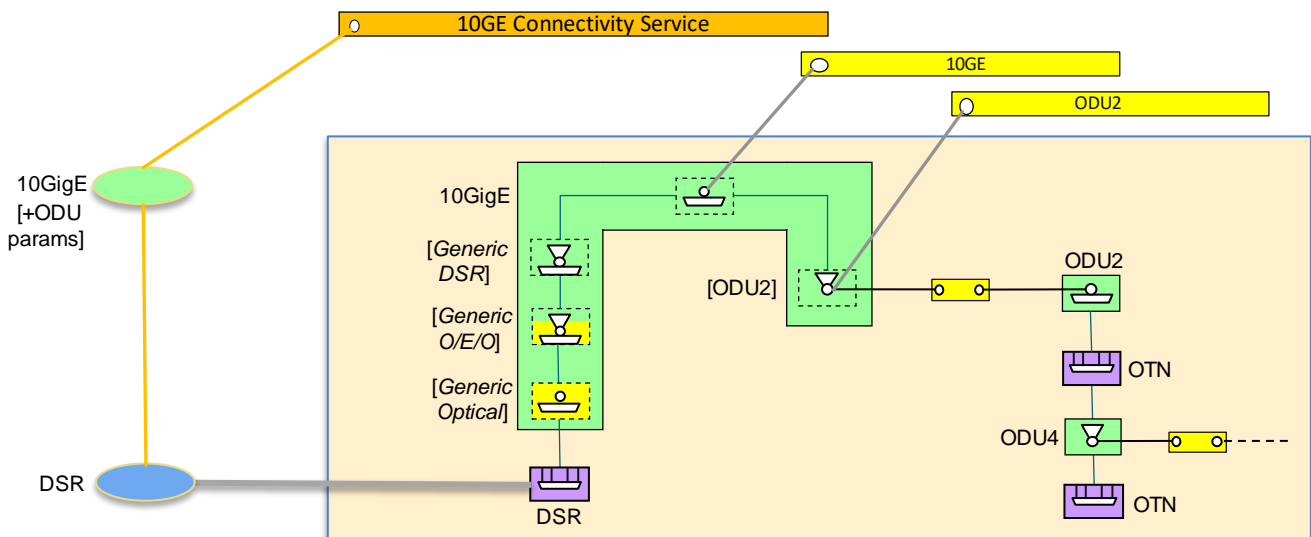 10GE Connectivity Service
10GE
ODU2
10GigE
[+ODU
params]
10GigE
[Generic
DSR]
[ODU2]
ODU2
[Generic
O/E/O]
OTN
[Generic
Optical]
ODU4
DSR
DSR
OTN